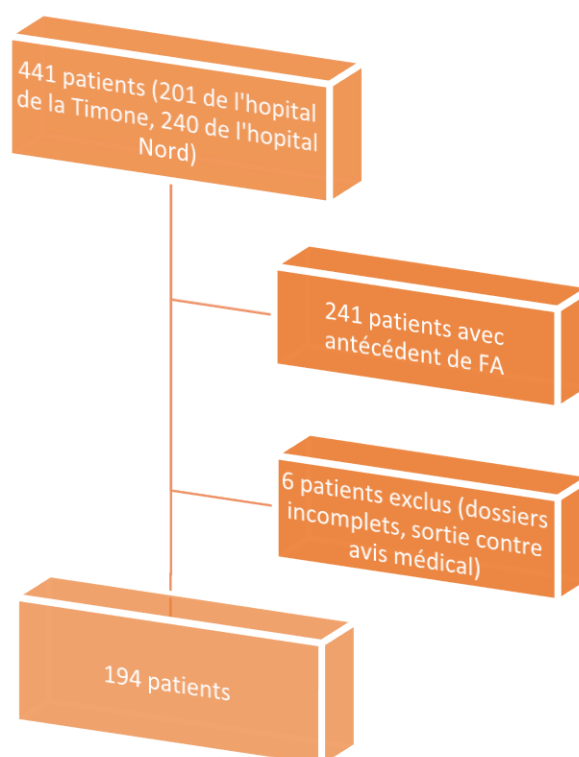 441 patients (201 de l'hopital
de la Timone, 240 de l'hopital
Nord)
241 patients avec
antécédent de FA
6 patients exclus (dossiers
incomplets, sortie contre
avis médical)
194 patients